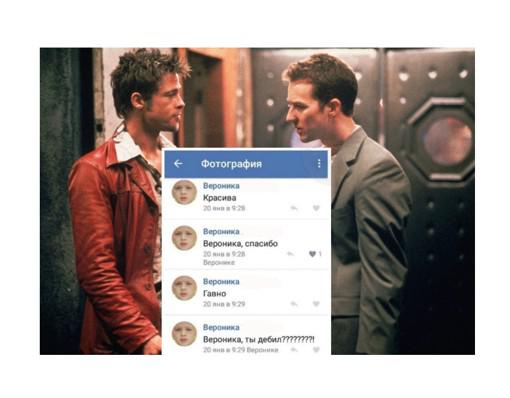 Фотография
Вероника
Красива
20 янв в 9:28
Вероника
Вероника, спасибо
20 янв в 9:28
1
Веронике
Вероника
Гавно
20 янв в 9:29
Вероника
Вероника, ты дебил????????!
20 янв в 9:29 Веронике